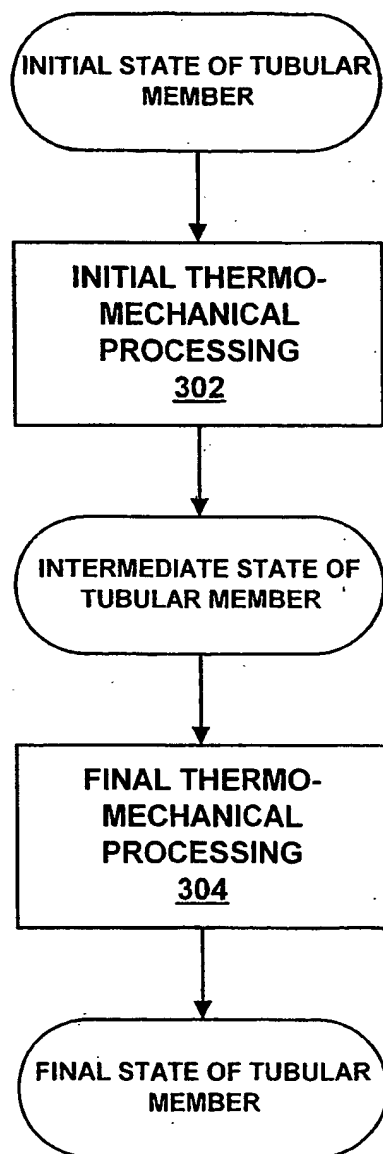 INITIAL STATE OF TUBULAR
MEMBER
INITIAL THERMO-
MECHANICAL
PROCESSING
302
INTERMEDIATE STATE OF
TUBULAR MEMBER
FINAL THERMO-
MECHANICAL
PROCESSING
304
FINAL STATE OF TUBULAR
MEMBER